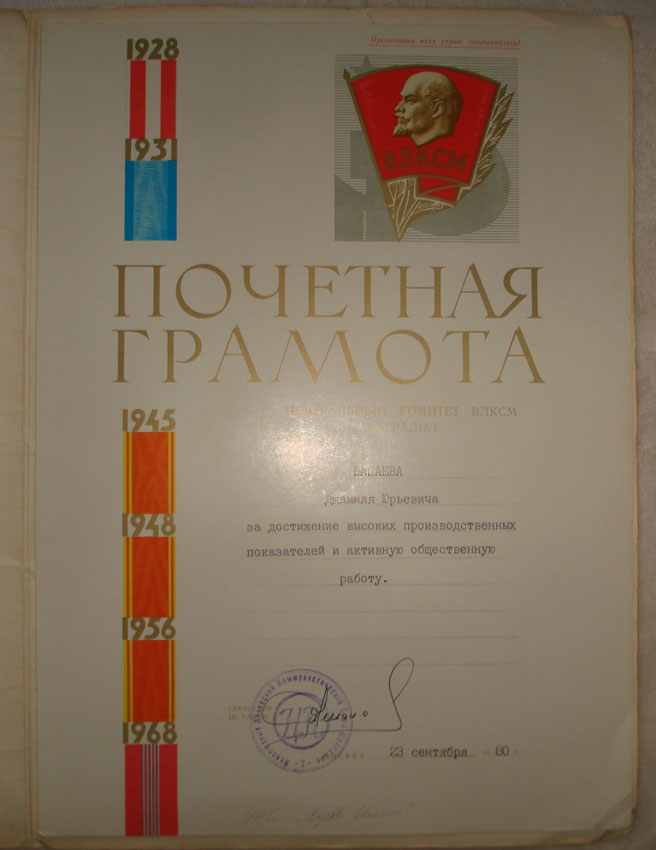 Пролетарии всех стран, соединяйтесь!
1928
1931
ВЛКСМ
ПОЧЕТНАЯ
ГРАМОТА
КОМИТЕТ ВЛКСМ
1945
1948
1956
1968
Юрьевича
за достижение высоких производственных
показателей и активную общественную
работу.
23 сентября 80 г.